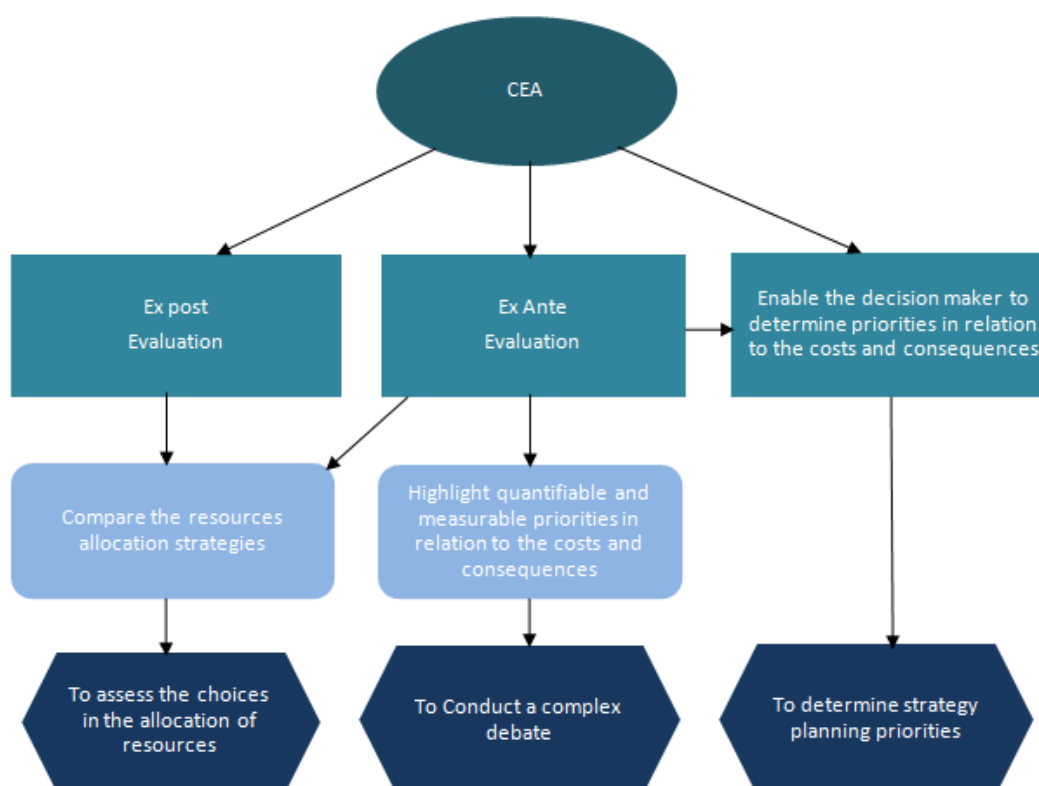 CEA
Ex post
Evaluation
Ex Ante
Evaluation
Enable the decision maker to
determine priorities in relation
to the costs and consequences
Compare the resources
allocation strategies
Highlight quantifiable and
measurable priorities in
relation to the costs and
consequences
To assess the choices
in the allocation of
resources
To Conduct a complex
debate
To determine strategy
planning priorities